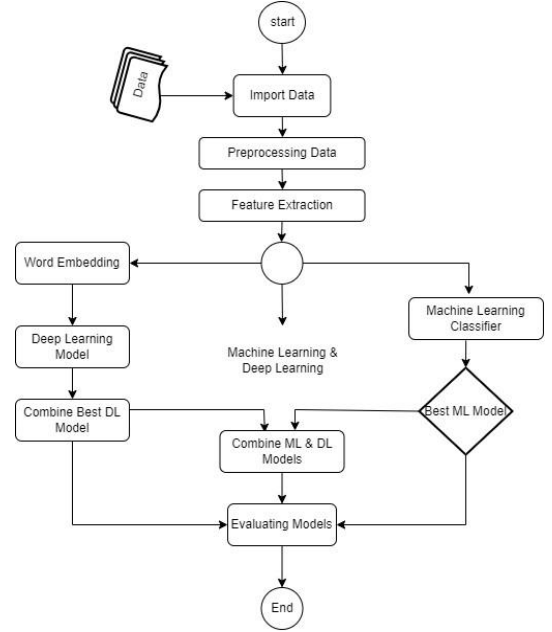 start
Data
Import Data
Preprocessing Data
Feature Extraction
Word Embedding
Machine Learning
Classifier
Deep Learning
Model
Machine Learning &
Deep Learning
Combine Best DL
Model
Best ML Model
Combine ML & DL
Models
Evaluating Models
End